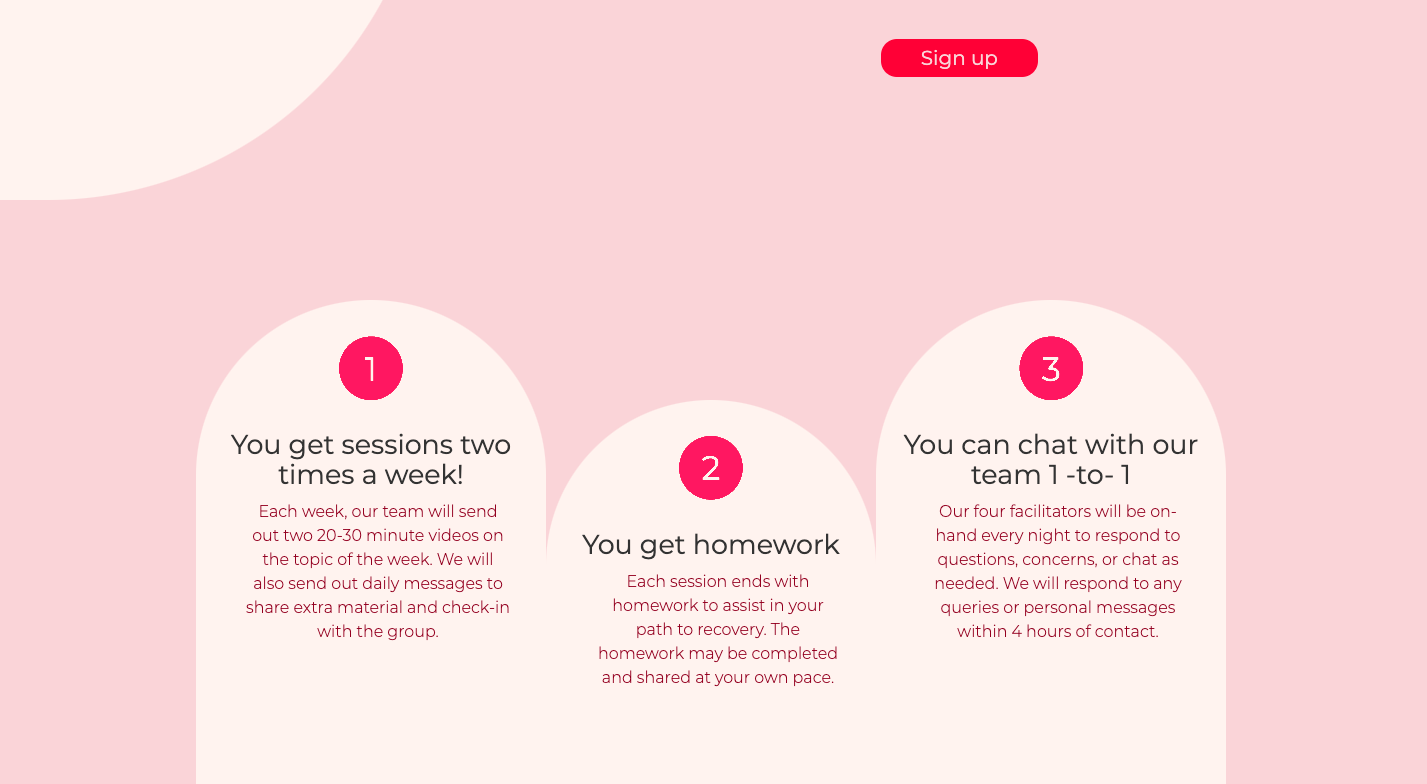 Sign up
1
You get sessions two
times a week!
Each week, our team will send
out two 20-30 minute videos on
the topic of the week. We will
also send out daily messages to
share extra material and check-in
with the group.
2
You get homework
Each session ends with
homework to assist in your
path to recovery. The
homework may be completed
and shared at your own pace.
3
You can chat with our
team 1 -to- 1
Our four facilitators will be on-
hand every night to respond to
questions, concerns, or chat as
needed. We will respond to any
queries or personal messages
within 4 hours of contact.